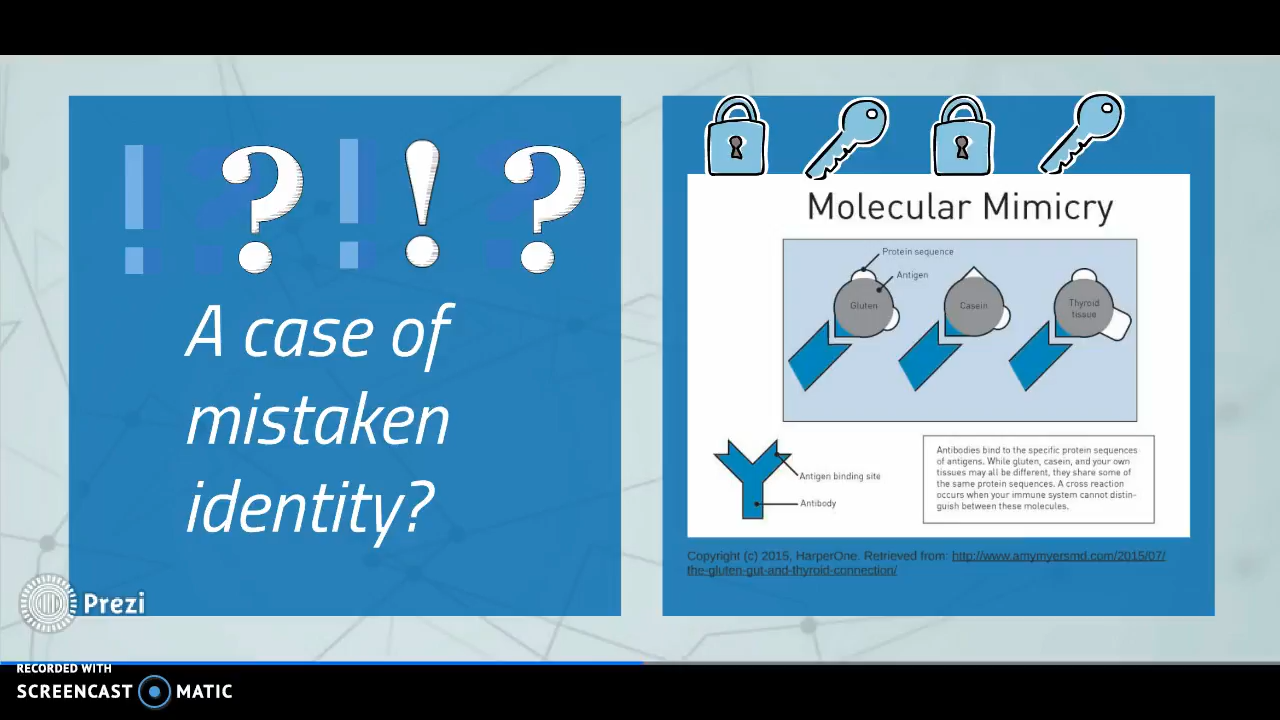 ! ? ! ! ?
A case of
mistaken
identity?
Molecular Mimicry
Protein sequence
Antigen
Gluten
Casein
Thyroid
tissue
Antigen binding site
Antibody
Antibodies bind to the specific protein sequences
of antigens. While gluten, casein, and your own
tissues may all be different, they share some of
the same protein sequences. A cross reaction
occurs when your immune system cannot distin-
guish between these molecules.
Copyright (c) 2015, HarperOne. Retrieved from: http://www.amymyersmd.com/2015/07/
the-gluten-gut-and-thyroid-connection/
Prezi
RECORDED WITH
SCREENCAST MATIC